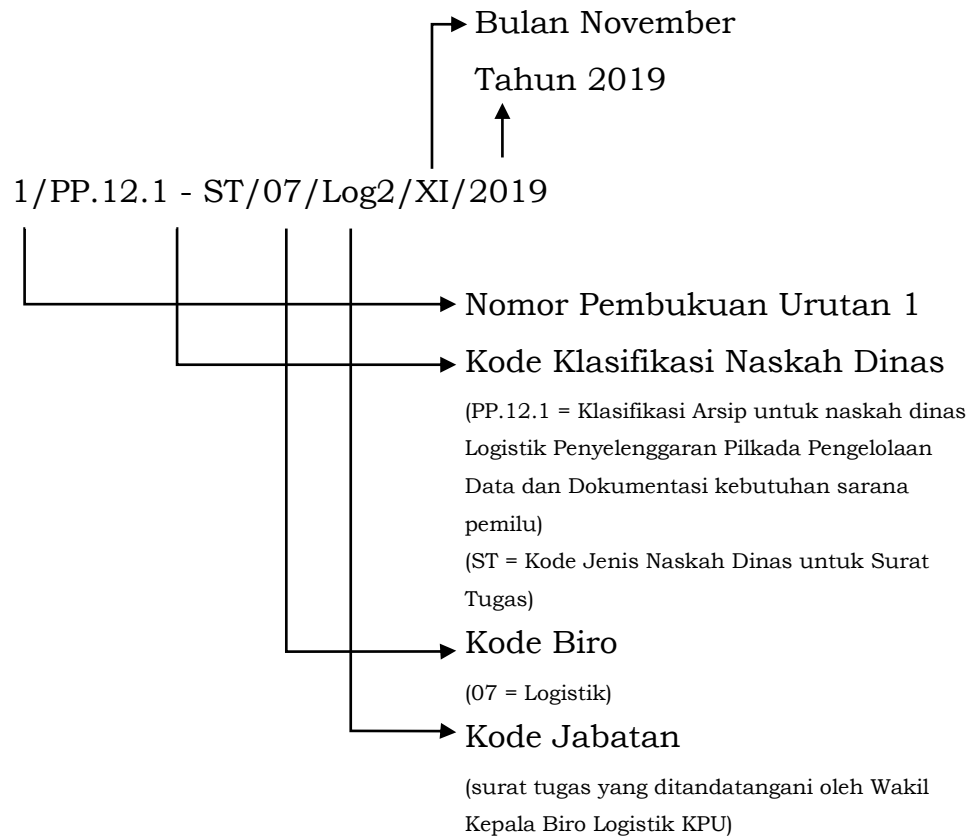 Bulan November
Tahun 2019
1/PP.12.1 - ST/07/Log2/XI/2019
Nomor Pembukuan Urutan 1
Kode Klasifikasi Naskah Dinas
(PP.12.1 = Klasifikasi Arsip untuk naskah dinas
Logistik Penyelenggaran Pilkada Pengelolaan
Data dan Dokumentasi kebutuhan sarana
pemilu)
(ST = Kode Jenis Naskah Dinas untuk Surat
Tugas)
Kode Biro
(07 = Logistik)
Kode Jabatan
(surat tugas yang ditandatangani oleh Wakil
Kepala Biro Logistik KPU)